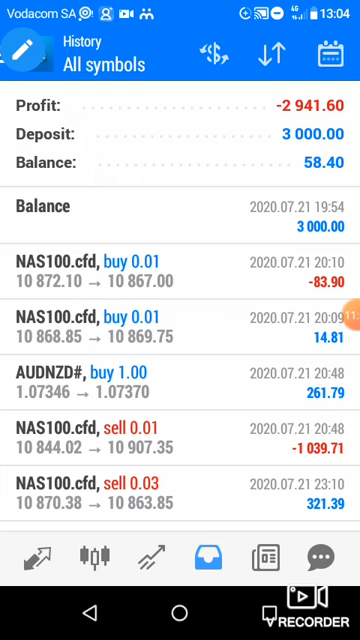 Vodacom SA 4G 13:04
History
All symbols
Profit: -2 941.60
Deposit: 3 000.00
Balance: 58.40
Balance 2020.07.21 19:54
3 000.00
NAS100.cfd, buy 0.01 2020.07.21 20:10
10 872.10 → 10 867.00 -83.90
NAS100.cfd, buy 0.01 2020.07.21 20:09
10 868.85 → 10 869.75 14.81
AUDNZD#, buy 1.00 2020.07.21 20:48
1.07346 → 1.07370 261.79
NAS100.cfd, sell 0.01 2020.07.21 20:48
10 844.02 → 10 907.35 -1 039.71
NAS100.cfd, sell 0.03 2020.07.21 23:10
10 870.38 → 10 863.85 321.39
V RECORDER